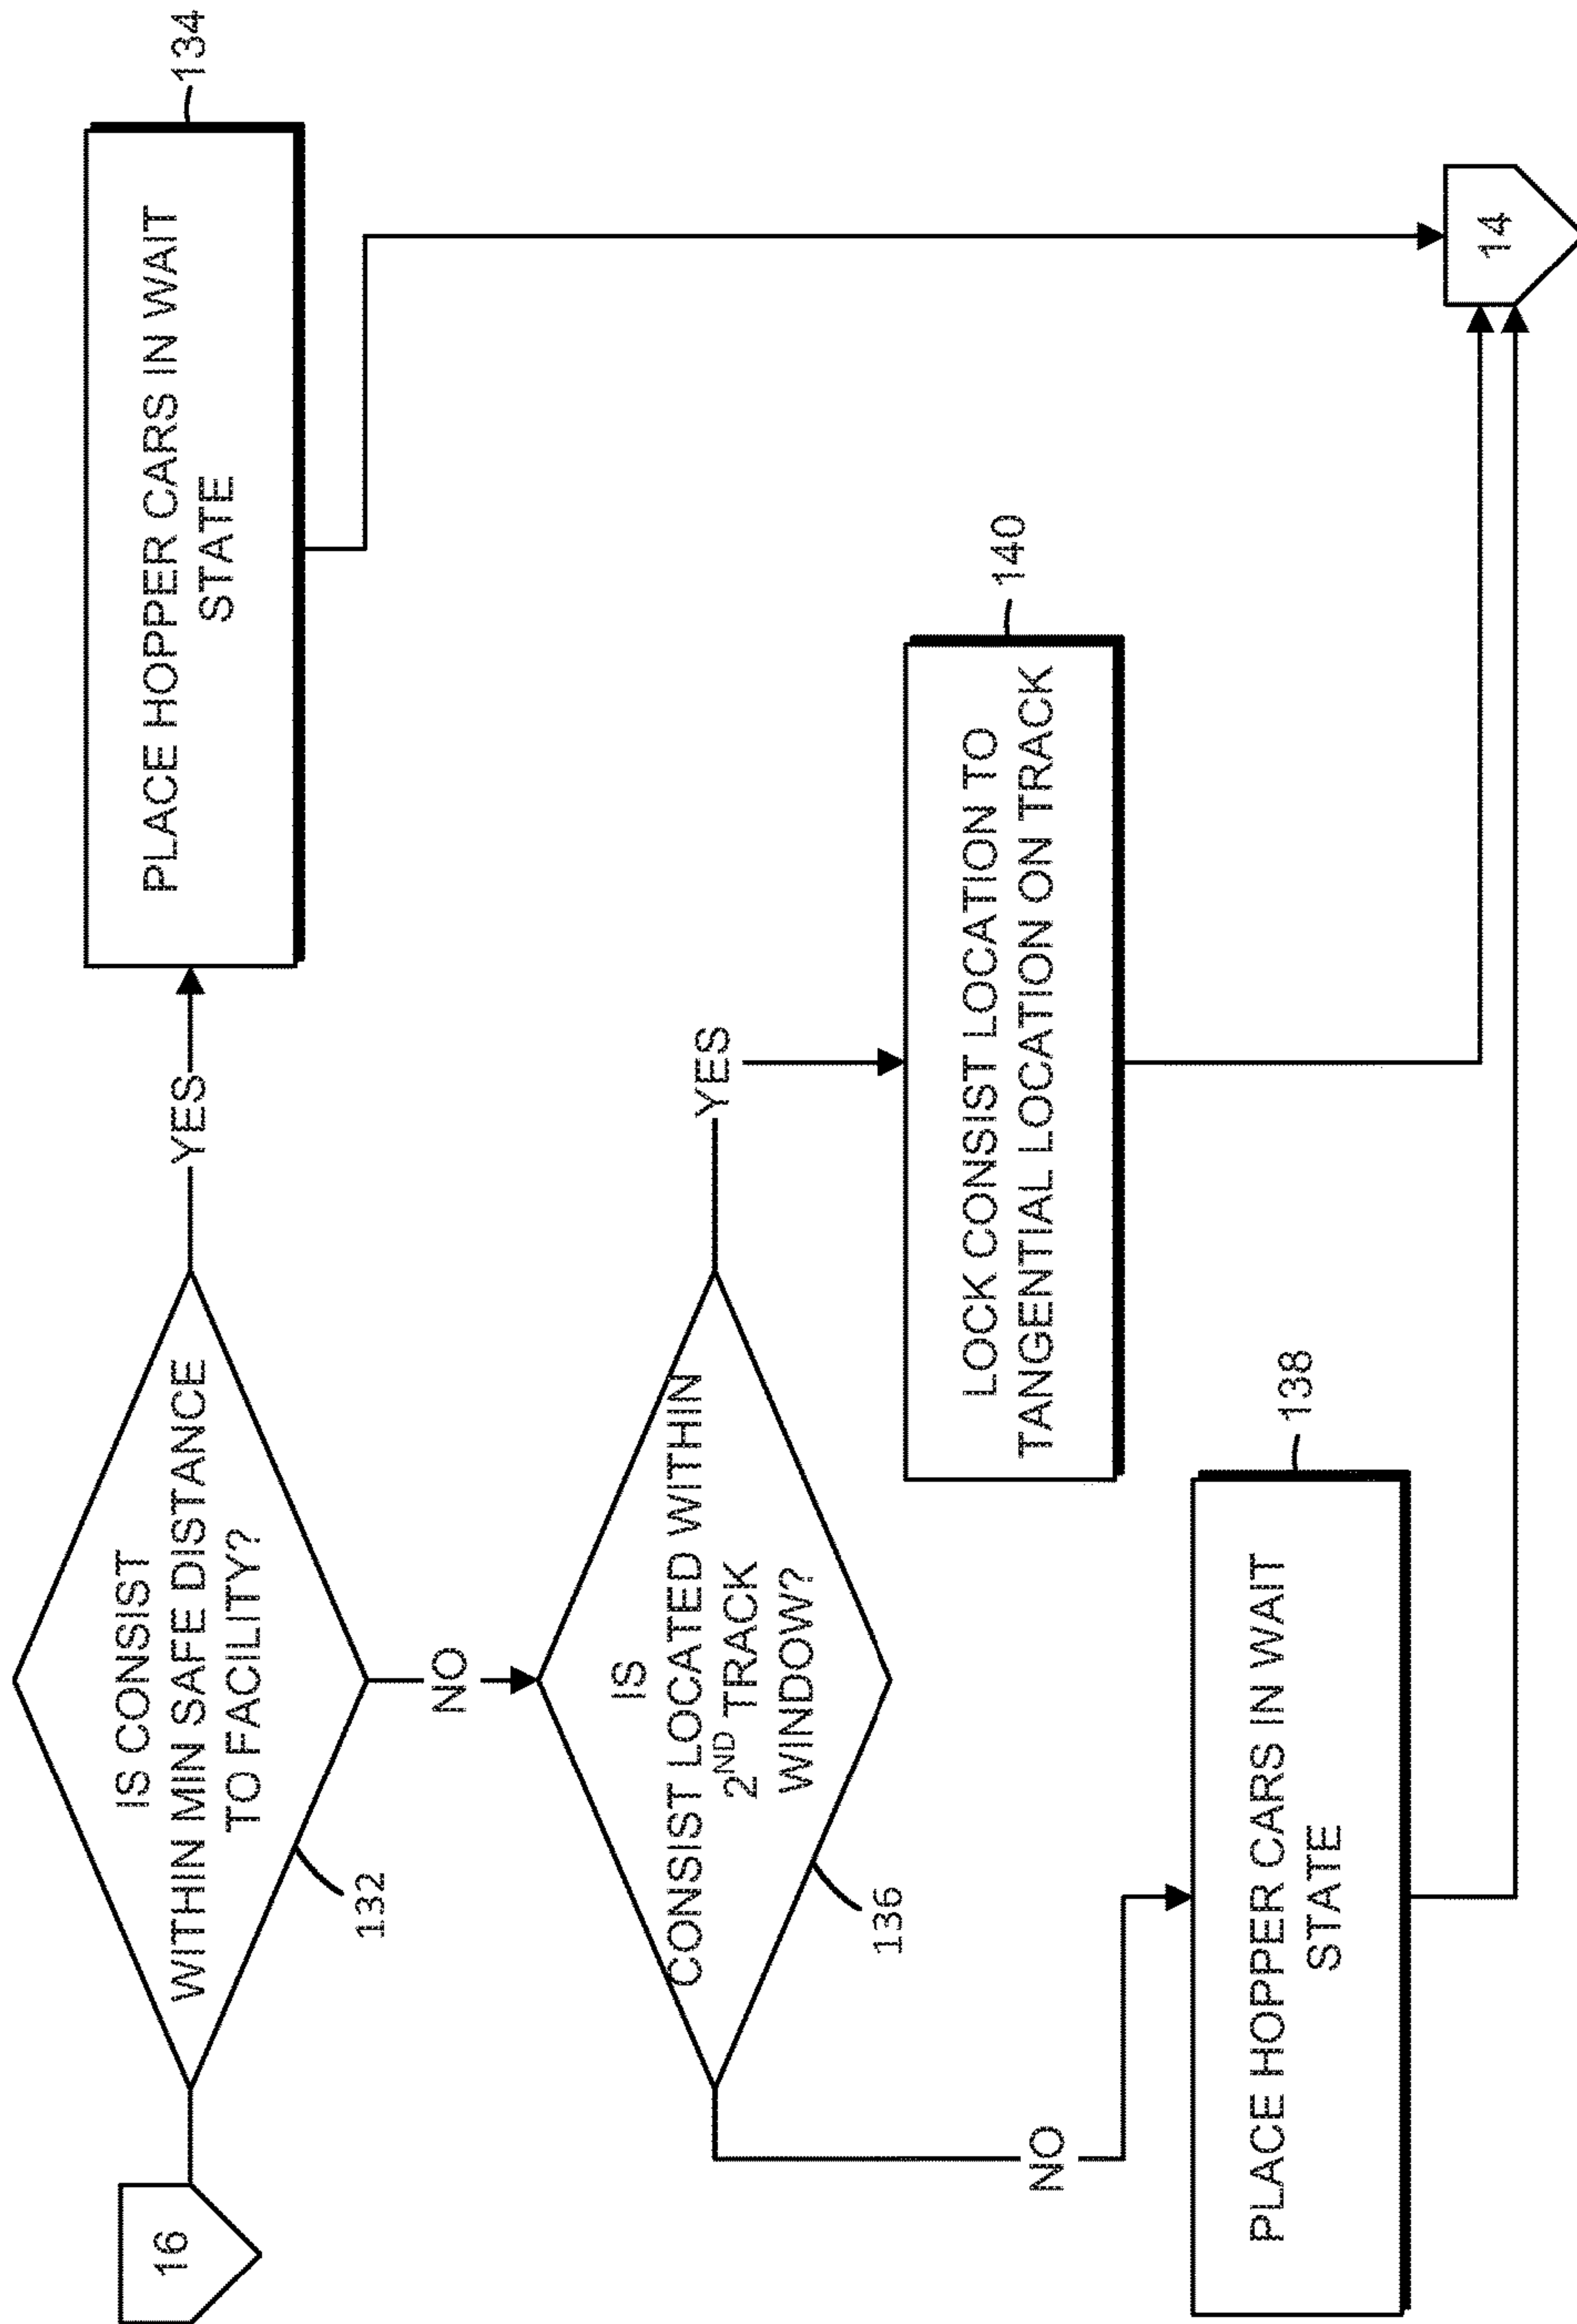 16
IS CONSIST
WITHIN MIN SAFE DISTANCE
TO FACILITY?
132
YES
PLACE HOPPER CARS IN WAIT
STATE
134
NO
IS
CONSIST LOCATED WITHIN
2ND TRACK
WINDOW?
136
YES
LOCK CONSIST LOCATION TO
TANGENTIAL LOCATION ON TRACK
140
NO
PLACE HOPPER CARS IN WAIT
STATE
138
14